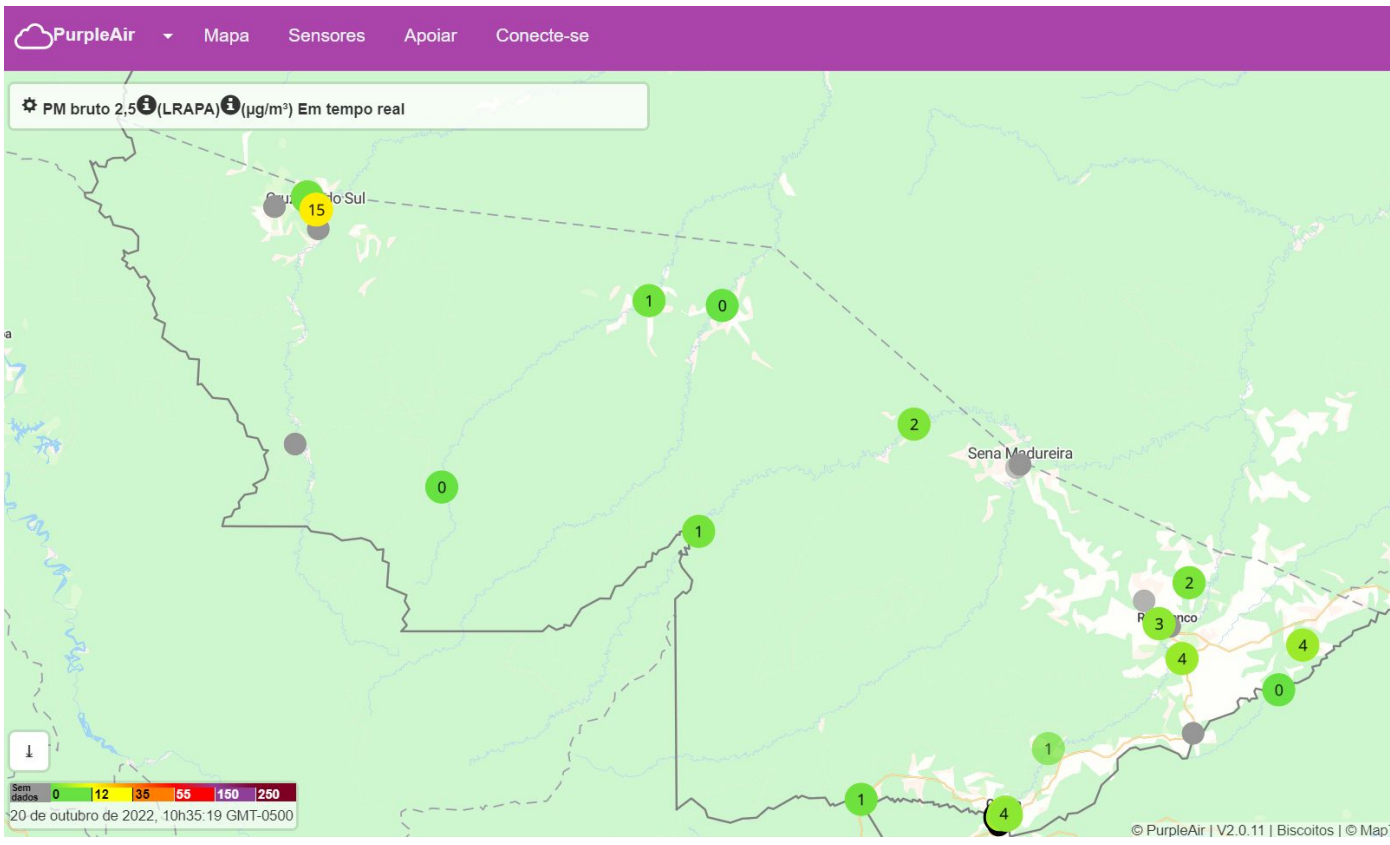 PurpleAir Mapa Sensores Apoiar Conecte-se
PM bruto 2,5 (LRAPA) (µg/m³) Em tempo real
do Sul
15
1
0
2
Sena Madureira
0
1
2
3
4
4
0
1
1
4
Sem dados 0 12 35 55 150 250
20 de outubro de 2022, 10h35:19 GMT-0500
© PurpleAir | V2.0.11 | Biscoitos | © Map